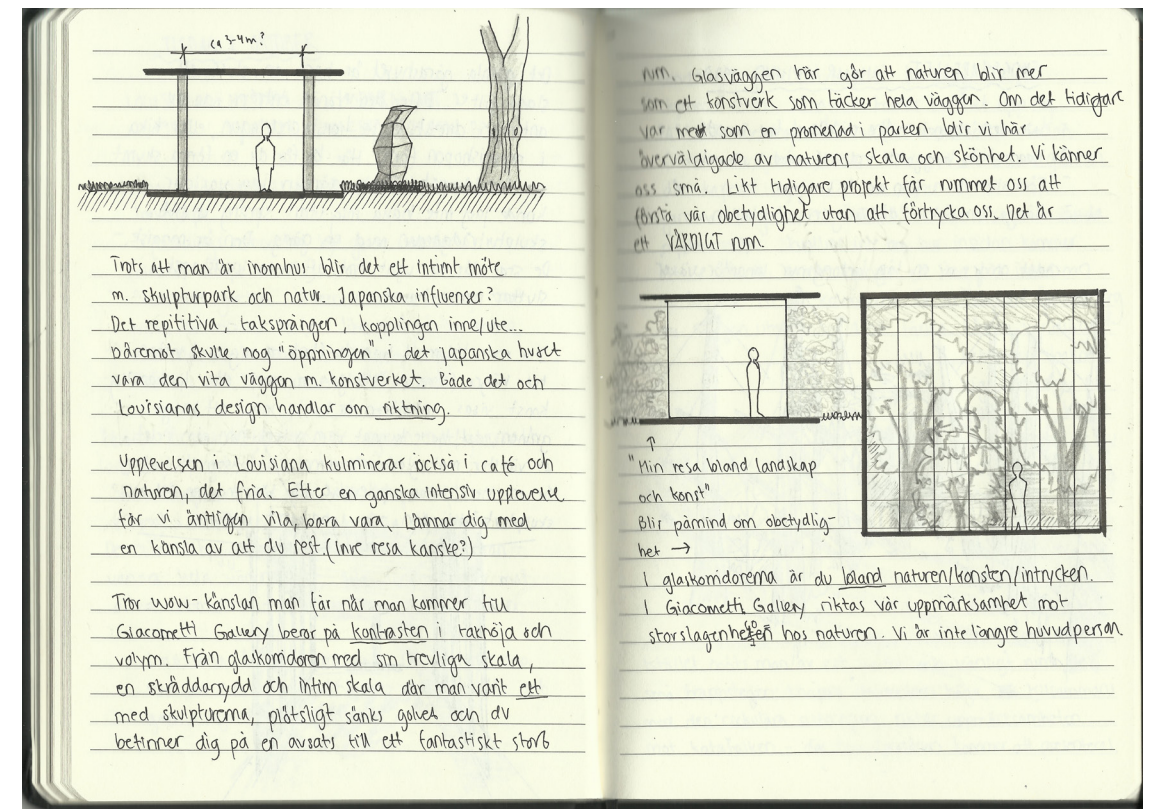 ca 3-4 m?
Trots att man är inomhus blir det ett intimt möte
m. skulpturpark och natur. Japanska influenser?
Det repititiva, taksprången, kopplingen inne/ute...
Däremot skulle nog "öppningen" i det japanska huset
vara den vita väggen m. konstverket. Både det och
Louisianas design handlar om riktning.
Upplevelsen i Louisiana kulminerar också i café och
naturen, det fria. Efter en ganska intensiv upplevelse
får vi äntligen vila, bara vara. Lämnar dig med
en känsla av att du rest. (inre resa kanske?)
Tror wow-känslan man får när man kommer till
Giacometti Gallery beror på kontrasten i takhöja och
volym. Från glaskorridoren med sin trevliga skala,
en skräddarsydd och intim skala där man varit ett
med skulpturerna, plötsligt sänks golvet och du
befinner dig på en avsats till ett fantastiskt stort
rum. Glasväggen här gör att naturen blir mer
som ett konstverk som täcker hela väggen. Om det tidigare
var mer som en promenad i parken blir vi här
överväldigade av naturens skala och skönhet. Vi känner
oss små. Likt tidigare projekt får rummet oss att
förstå vår obetydlighet utan att förtrycka oss. Det är
ett VÄRDIGT rum.
↑
"Min resa bland landskap
och konst"
Blir påmind om obetydlig-
het →
I glaskorridorerna är du bland naturen/konsten/intrycken.
I Giacometti Gallery riktas vår uppmärksamhet mot
storslagenheten hos naturen. Vi är inte längre huvudperson.